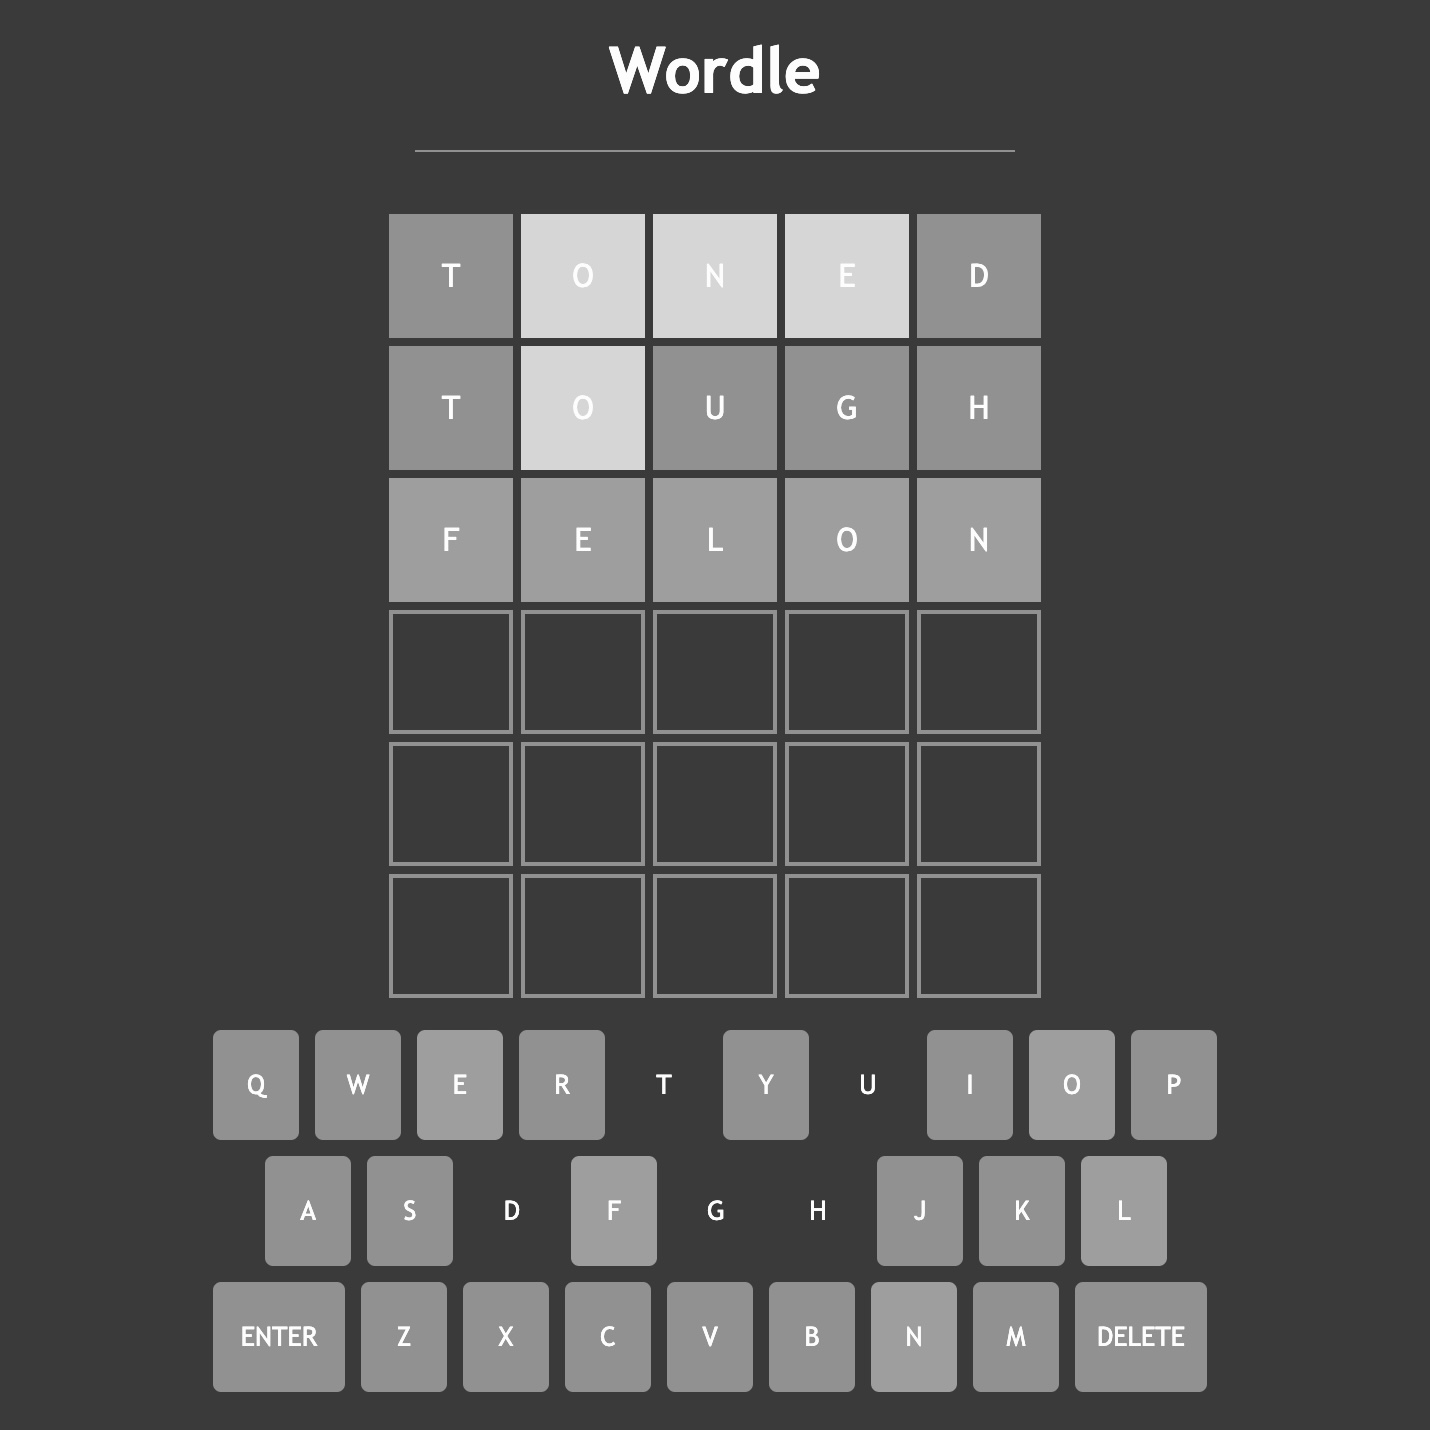 Wordle
T O N E D
T O U G H
F E L O N
Q W E R T Y U I O P
A S D F G H J K L
ENTER Z X C V B N M DELETE